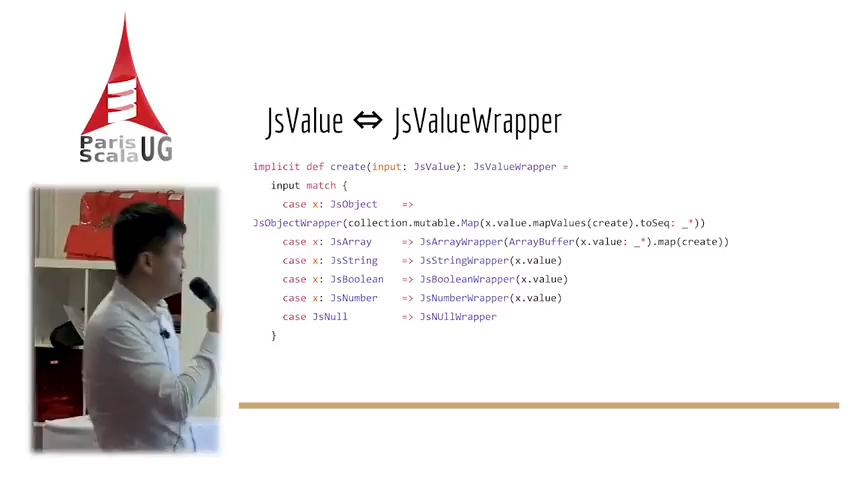 Paris
Scala UG
JsValue ⇔ JsValueWrapper
implicit def create(input: JsValue): JsValueWrapper =
input match {
case x: JsObject =>
JsObjectWrapper(collection.mutable.Map(x.value.mapValues(create).toSeq: _*))
case x: JsArray => JsArrayWrapper(ArrayBuffer(x.value: _*).map(create))
case x: JsString => JsStringWrapper(x.value)
case x: JsBoolean => JsBooleanWrapper(x.value)
case x: JsNumber => JsNumberWrapper(x.value)
case JsNull => JsNUllWrapper
}